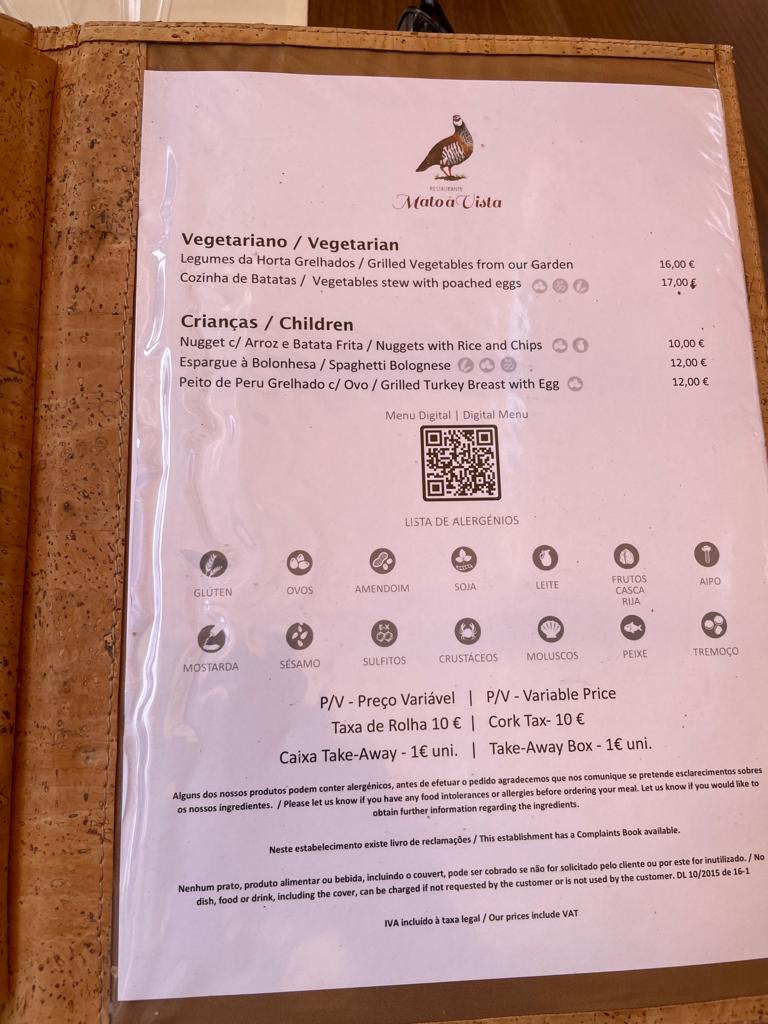 RESTAURANTE
Mato à Vista
Vegetariano / Vegetarian
Legumes da Horta Grelhados / Grilled Vegetables from our Garden 16,00 €
Cozinha de Batatas / Vegetables stew with poached eggs 17,00 €
Crianças / Children
Nugget c/ Arroz e Batata Frita / Nuggets with Rice and Chips 10,00 €
Espargue à Bolonhesa / Spaghetti Bolognese 12,00 €
Peito de Peru Grelhado c/ Ovo / Grilled Turkey Breast with Egg 12,00 €
Menu Digital | Digital Menu
LISTA DE ALERGÉNIOS
GLÚTEN OVOS AMENDOIM SOJA LEITE FRUTOS CASCA RIJA AIPO
E-X
MOSTARDA SÉSAMO SULFITOS CRUSTÁCEOS MOLUSCOS PEIXE TREMOÇO
P/V - Preço Variável | P/V - Variable Price
Taxa de Rolha 10 € | Cork Tax- 10 €
Caixa Take-Away - 1€ uni. | Take-Away Box - 1€ uni.
Alguns dos nossos produtos podem conter alergénicos, antes de efetuar o pedido agradecemos que nos comunique se pretende esclarecimentos sobres
os nossos ingredientes. / Please let us know if you have any food intolerances or allergies before ordering your meal. Let us know if you would like to
obtain further information regarding the ingredients.
Neste estabelecimento existe livro de reclamações / This establishment has a Complaints Book available.
Nenhum prato, produto alimentar ou bebida, incluindo o couvert, pode ser cobrado se não for solicitado pelo cliente ou por este for inutilizado. / No
dish, food or drink, including the cover, can be charged if not requested by the customer or is not used by the customer. DL 10/2015 de 16-1
IVA incluído à taxa legal / Our prices include VAT